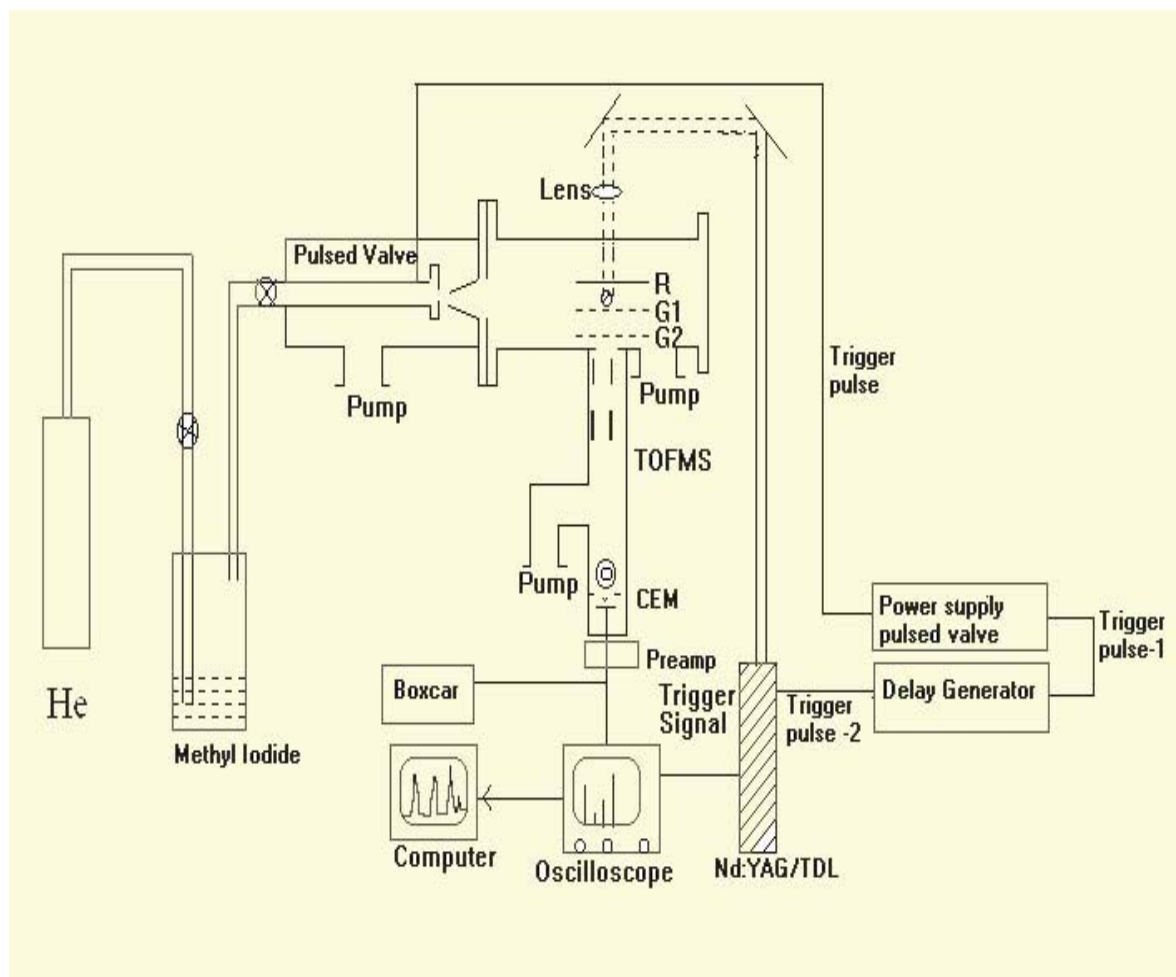 Lens
Pulsed Valve
R
G1
G2
Trigger
pulse
Pump
Pump
TOFMS
Pump
CEM
Power supply
pulsed valve
Trigger
pulse-1
He
Preamp
Boxcar
Trigger
Signal
Trigger
pulse -2
Delay Generator
Methyl Iodide
Computer
Oscilloscope
Nd:YAG/TDL